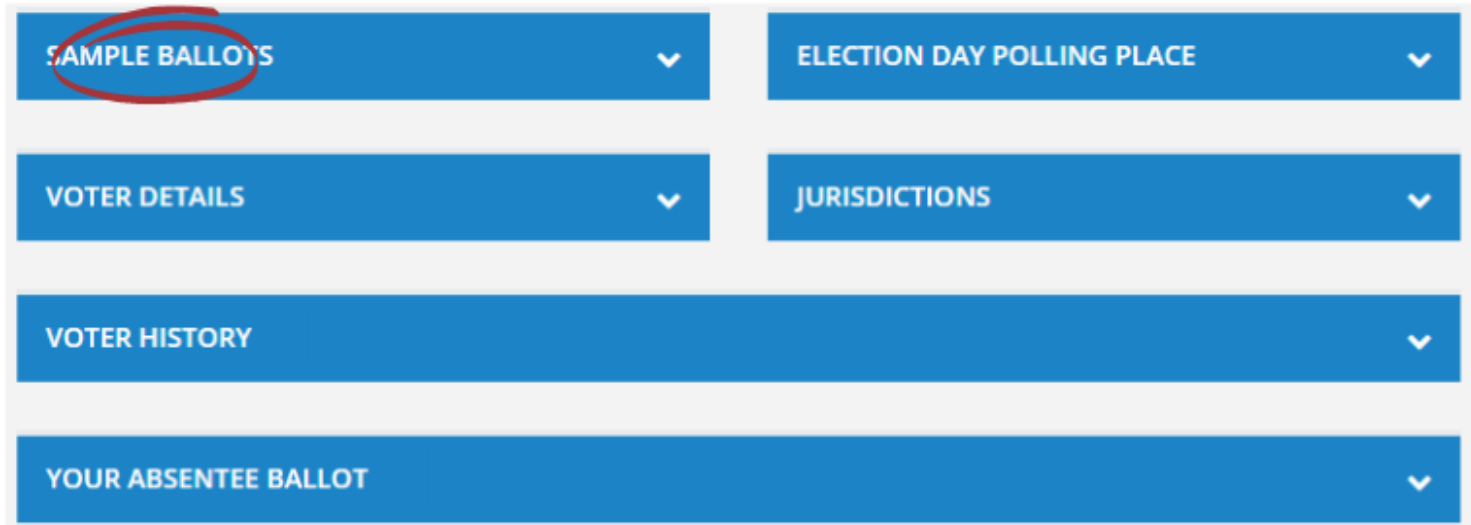 SAMPLE BALLOTS
ELECTION DAY POLLING PLACE
VOTER DETAILS
JURISDICTIONS
VOTER HISTORY
YOUR ABSENTEE BALLOT